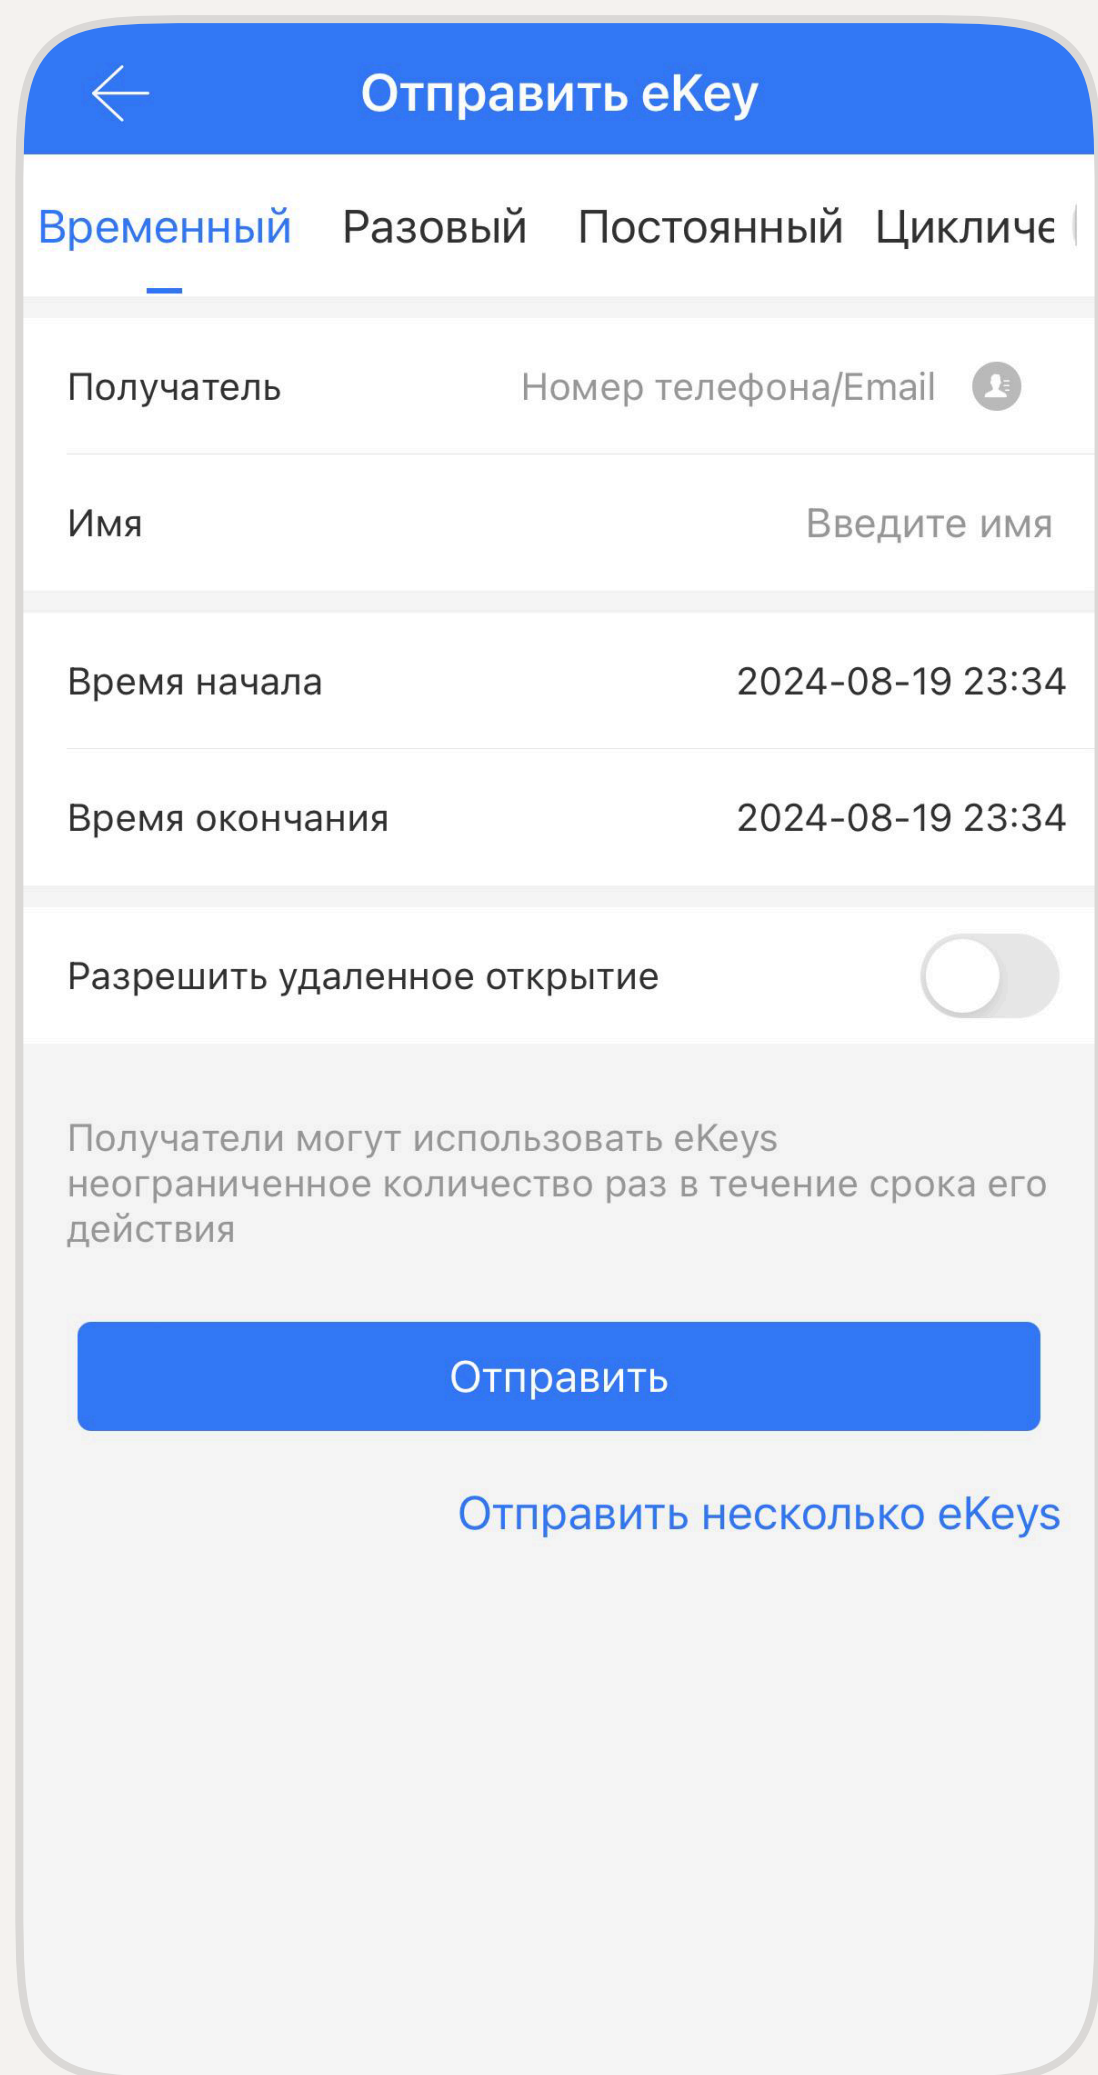 Отправить eKey
Временный Разовый Постоянный Цикличе
Получатель Номер телефона/Email
Имя Введите имя
Время начала 2024-08-19 23:34
Время окончания 2024-08-19 23:34
Разрешить удаленное открытие
Получатели могут использовать eKeys
неограниченное количество раз в течение срока его
действия
Отправить
Отправить несколько eKeys